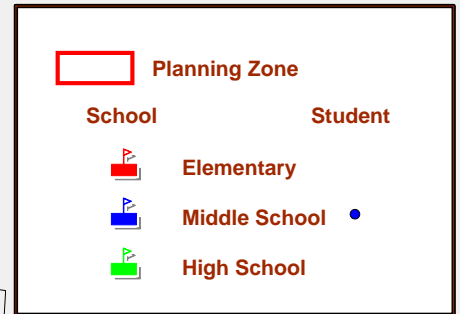 Planning Zone
School Student
Elementary
Middle School
High School